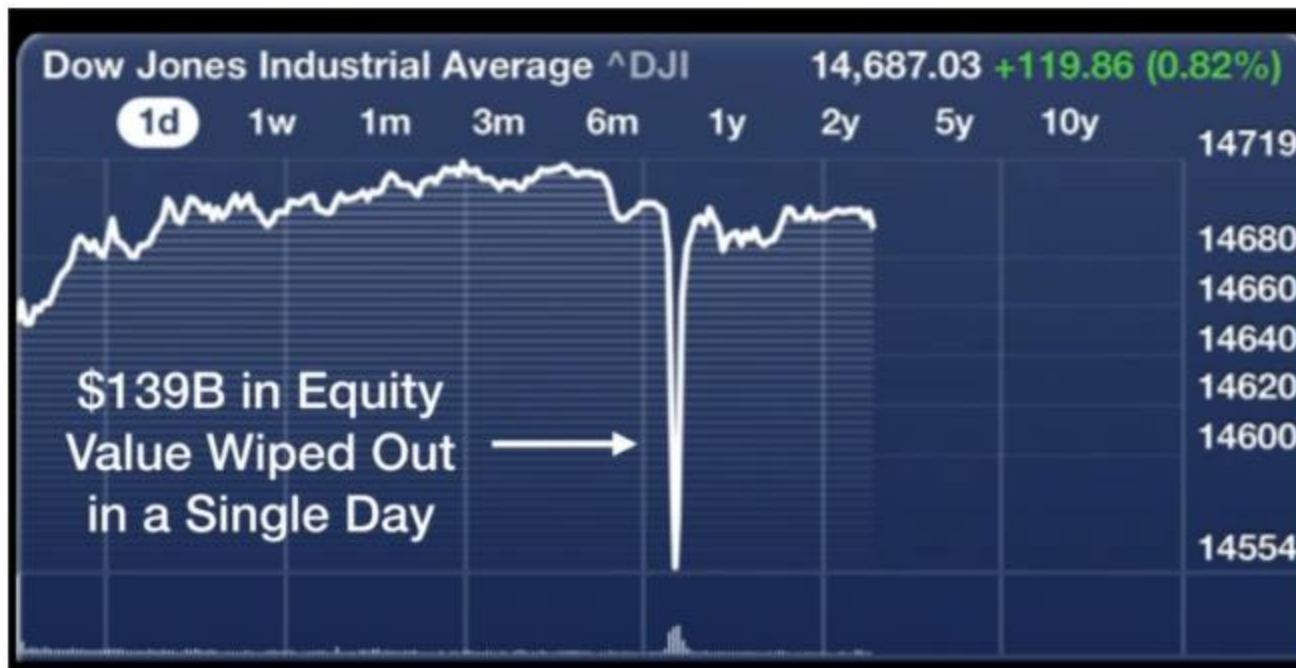 Dow Jones Industrial Average ^DJI 14,687.03 +119.86 (0.82%)
1d 1w 1m 3m 6m 1y 2y 5y 10y
14719
14680
14660
14640
14620
14600
14554
$139B in Equity
Value Wiped Out
in a Single Day